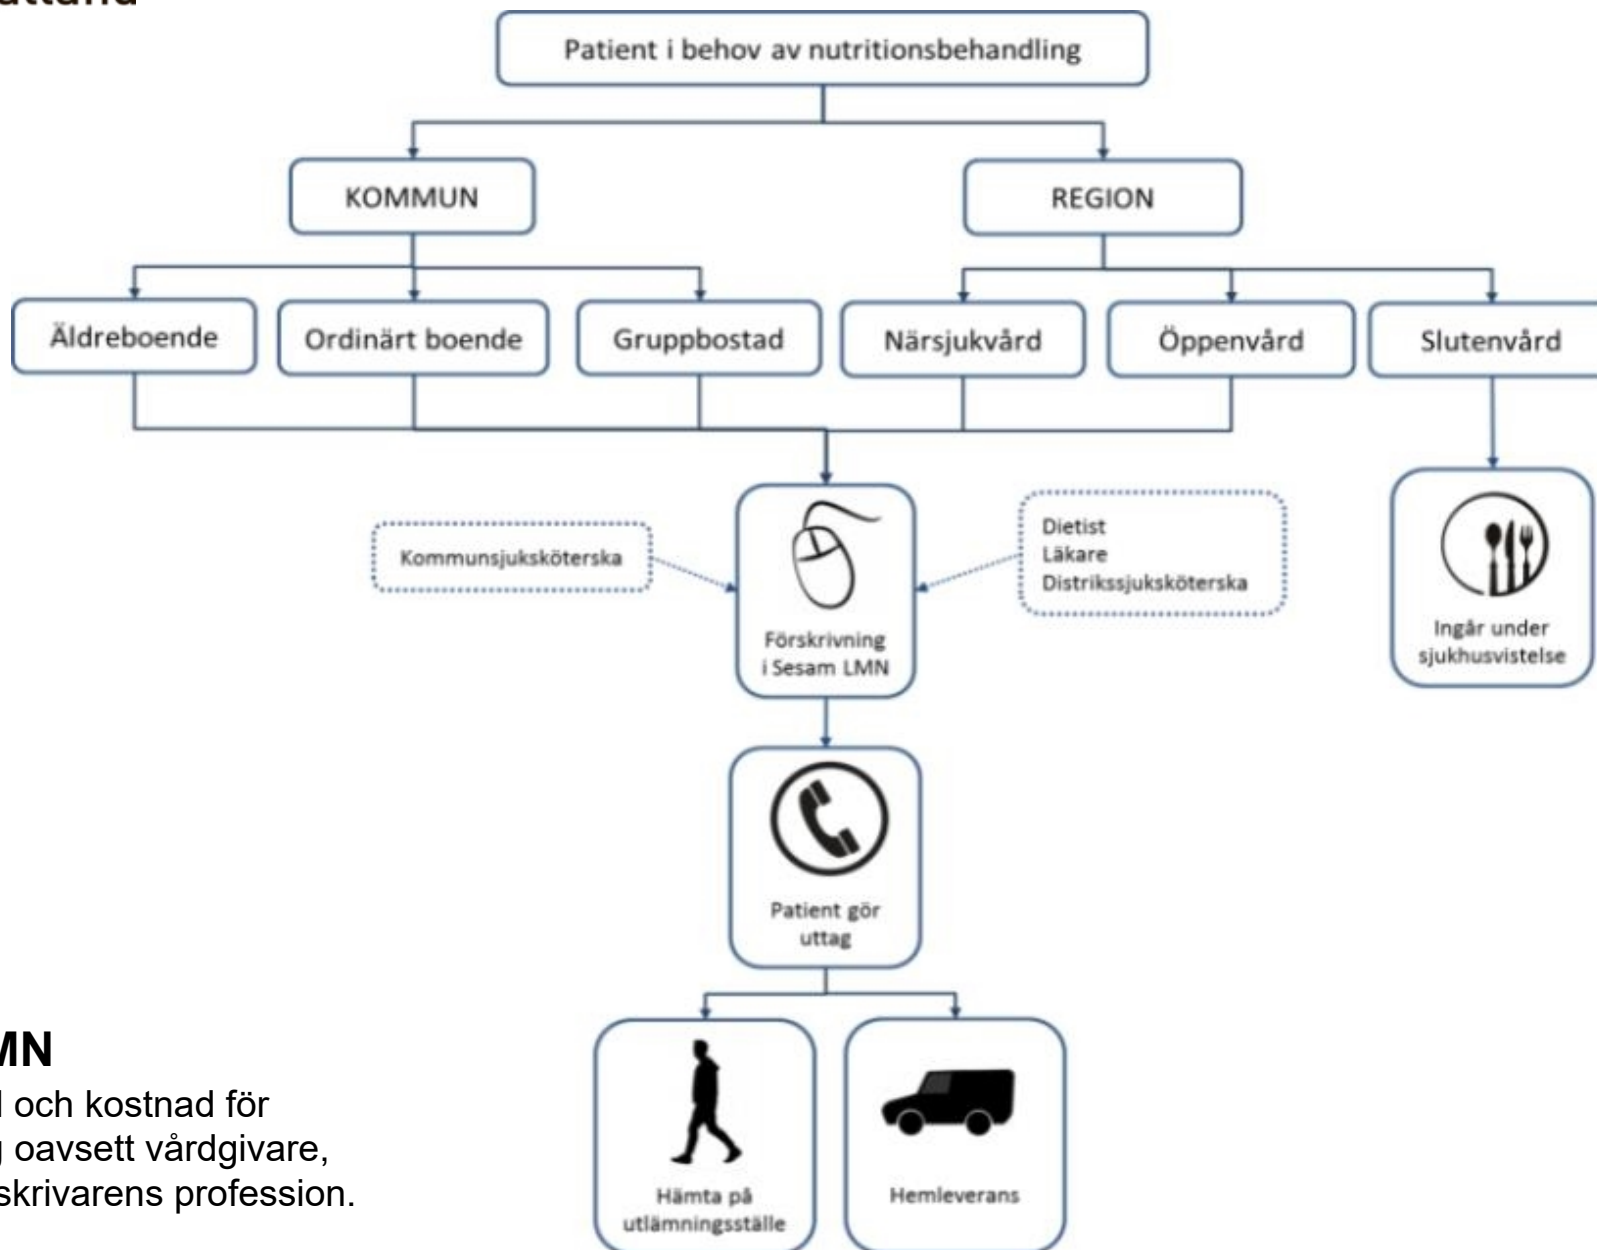 Patient i behov av nutritionsbehandling
KOMMUN
REGION
Äldreboende
Ordinärt boende
Gruppbostad
Närsjukvård
Öppenvård
Slutenvård
Kommunsjuksköterska
Dietist
Läkare
Distrikssjuksköterska
Förskrivning
i Sesam LMN
Ingår under
sjukhusvistelse
Patient gör
uttag
Hämta på
utlämningsställe
Hemleverans
MN
och kostnad för
oavsett vårdgivare,
skrivarens profession.